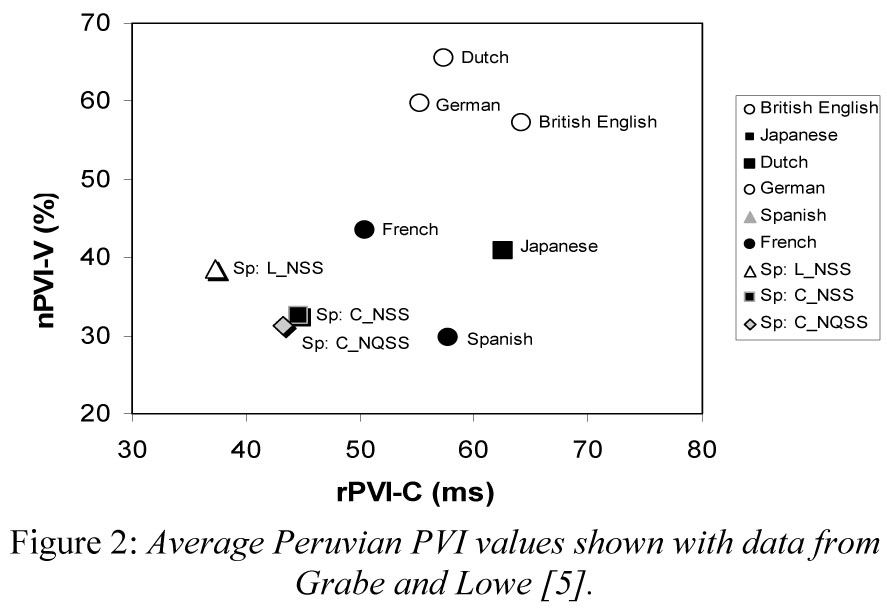 70
60
50
40
30
20
nPVI-V (%)
Dutch
German
British English
French
Japanese
Sp: L_NSS
Sp: C_NSS
Sp: C_NQSS
Spanish
30 40 50 60 70 80
rPVI-C (ms)
British English
Japanese
Dutch
German
Spanish
French
Sp: L_NSS
Sp: C_NSS
Sp: C_NQSS
Figure 2: Average Peruvian PVI values shown with data from
Grabe and Lowe [5].